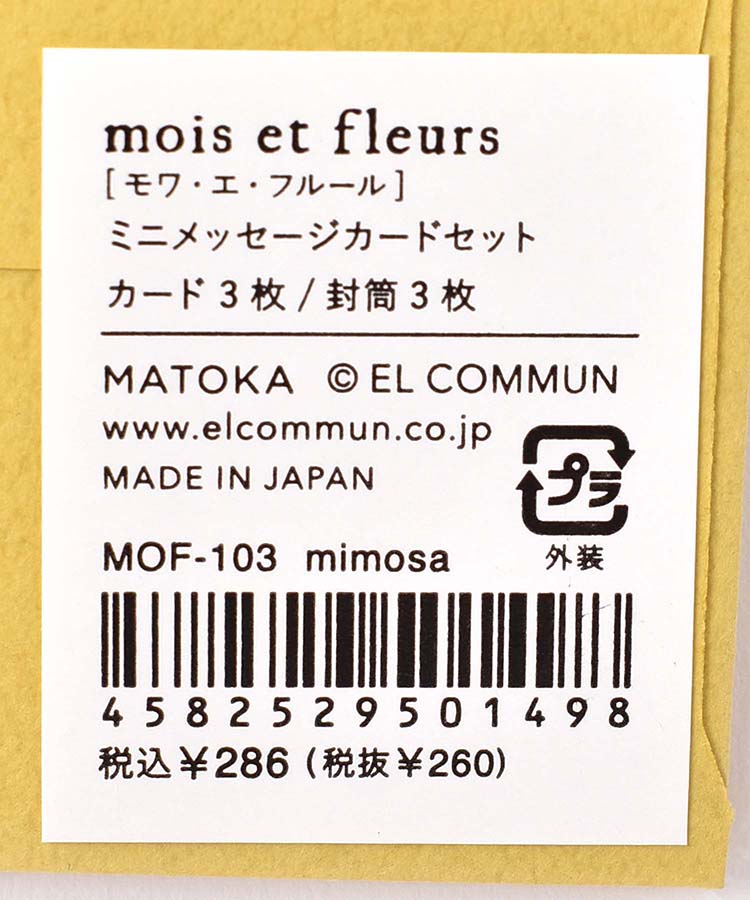 mois et fleurs
[モワ・エ・フルール]
ミニメッセージカードセット
カード3枚/封筒3枚
MATOKA © EL COMMUN
www.elcommun.co.jp
MADE IN JAPAN
プラ
外装
MOF-103 mimosa
4582529501498
税込¥286(税抜¥260)